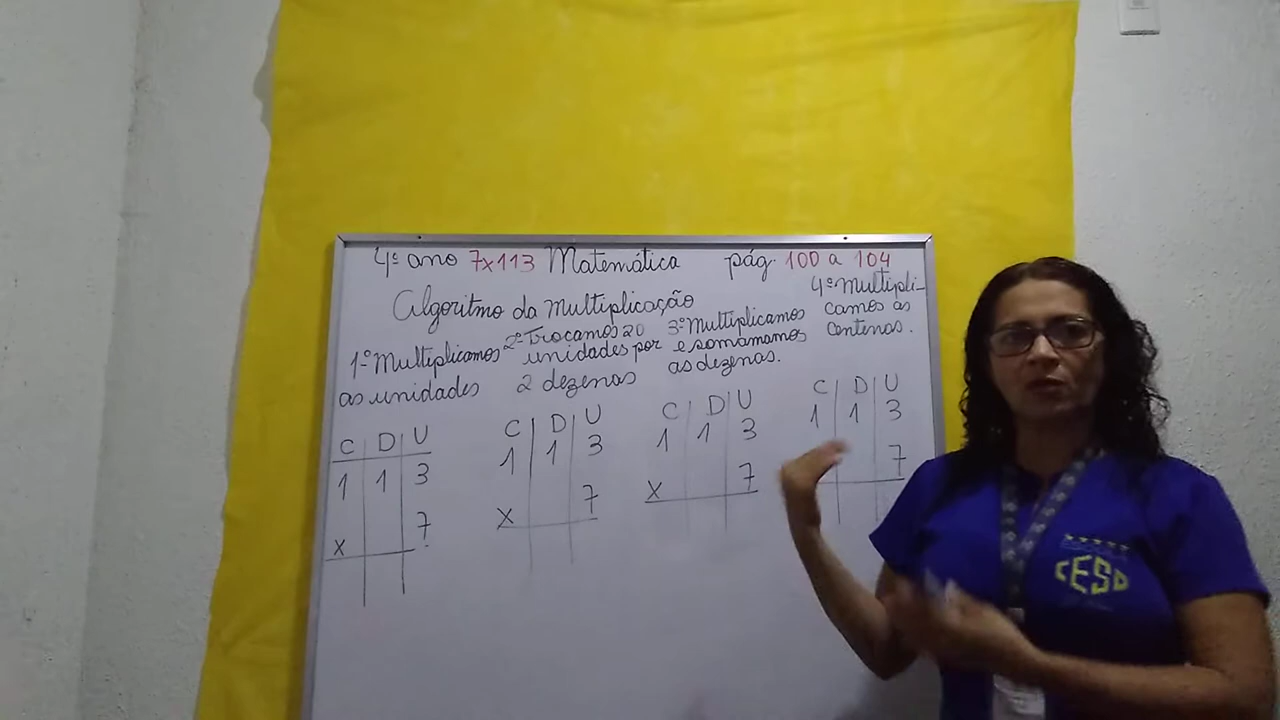 4º ano 7x113 Matemática pág. 100 a 104
Algoritmo da Multiplicação
1º Multiplicamos
as unidades
2º Trocamos 20
unidades por
2 dezenas
3º Multiplicamos
e somamamos
as dezenas.
4º Multipli-
camos as
centenas.
C D U
1 1 3
7
x
C D U
1 1 3
7
x
C D U
1 1 3
x 7
C D U
1 1 3
7
CESD